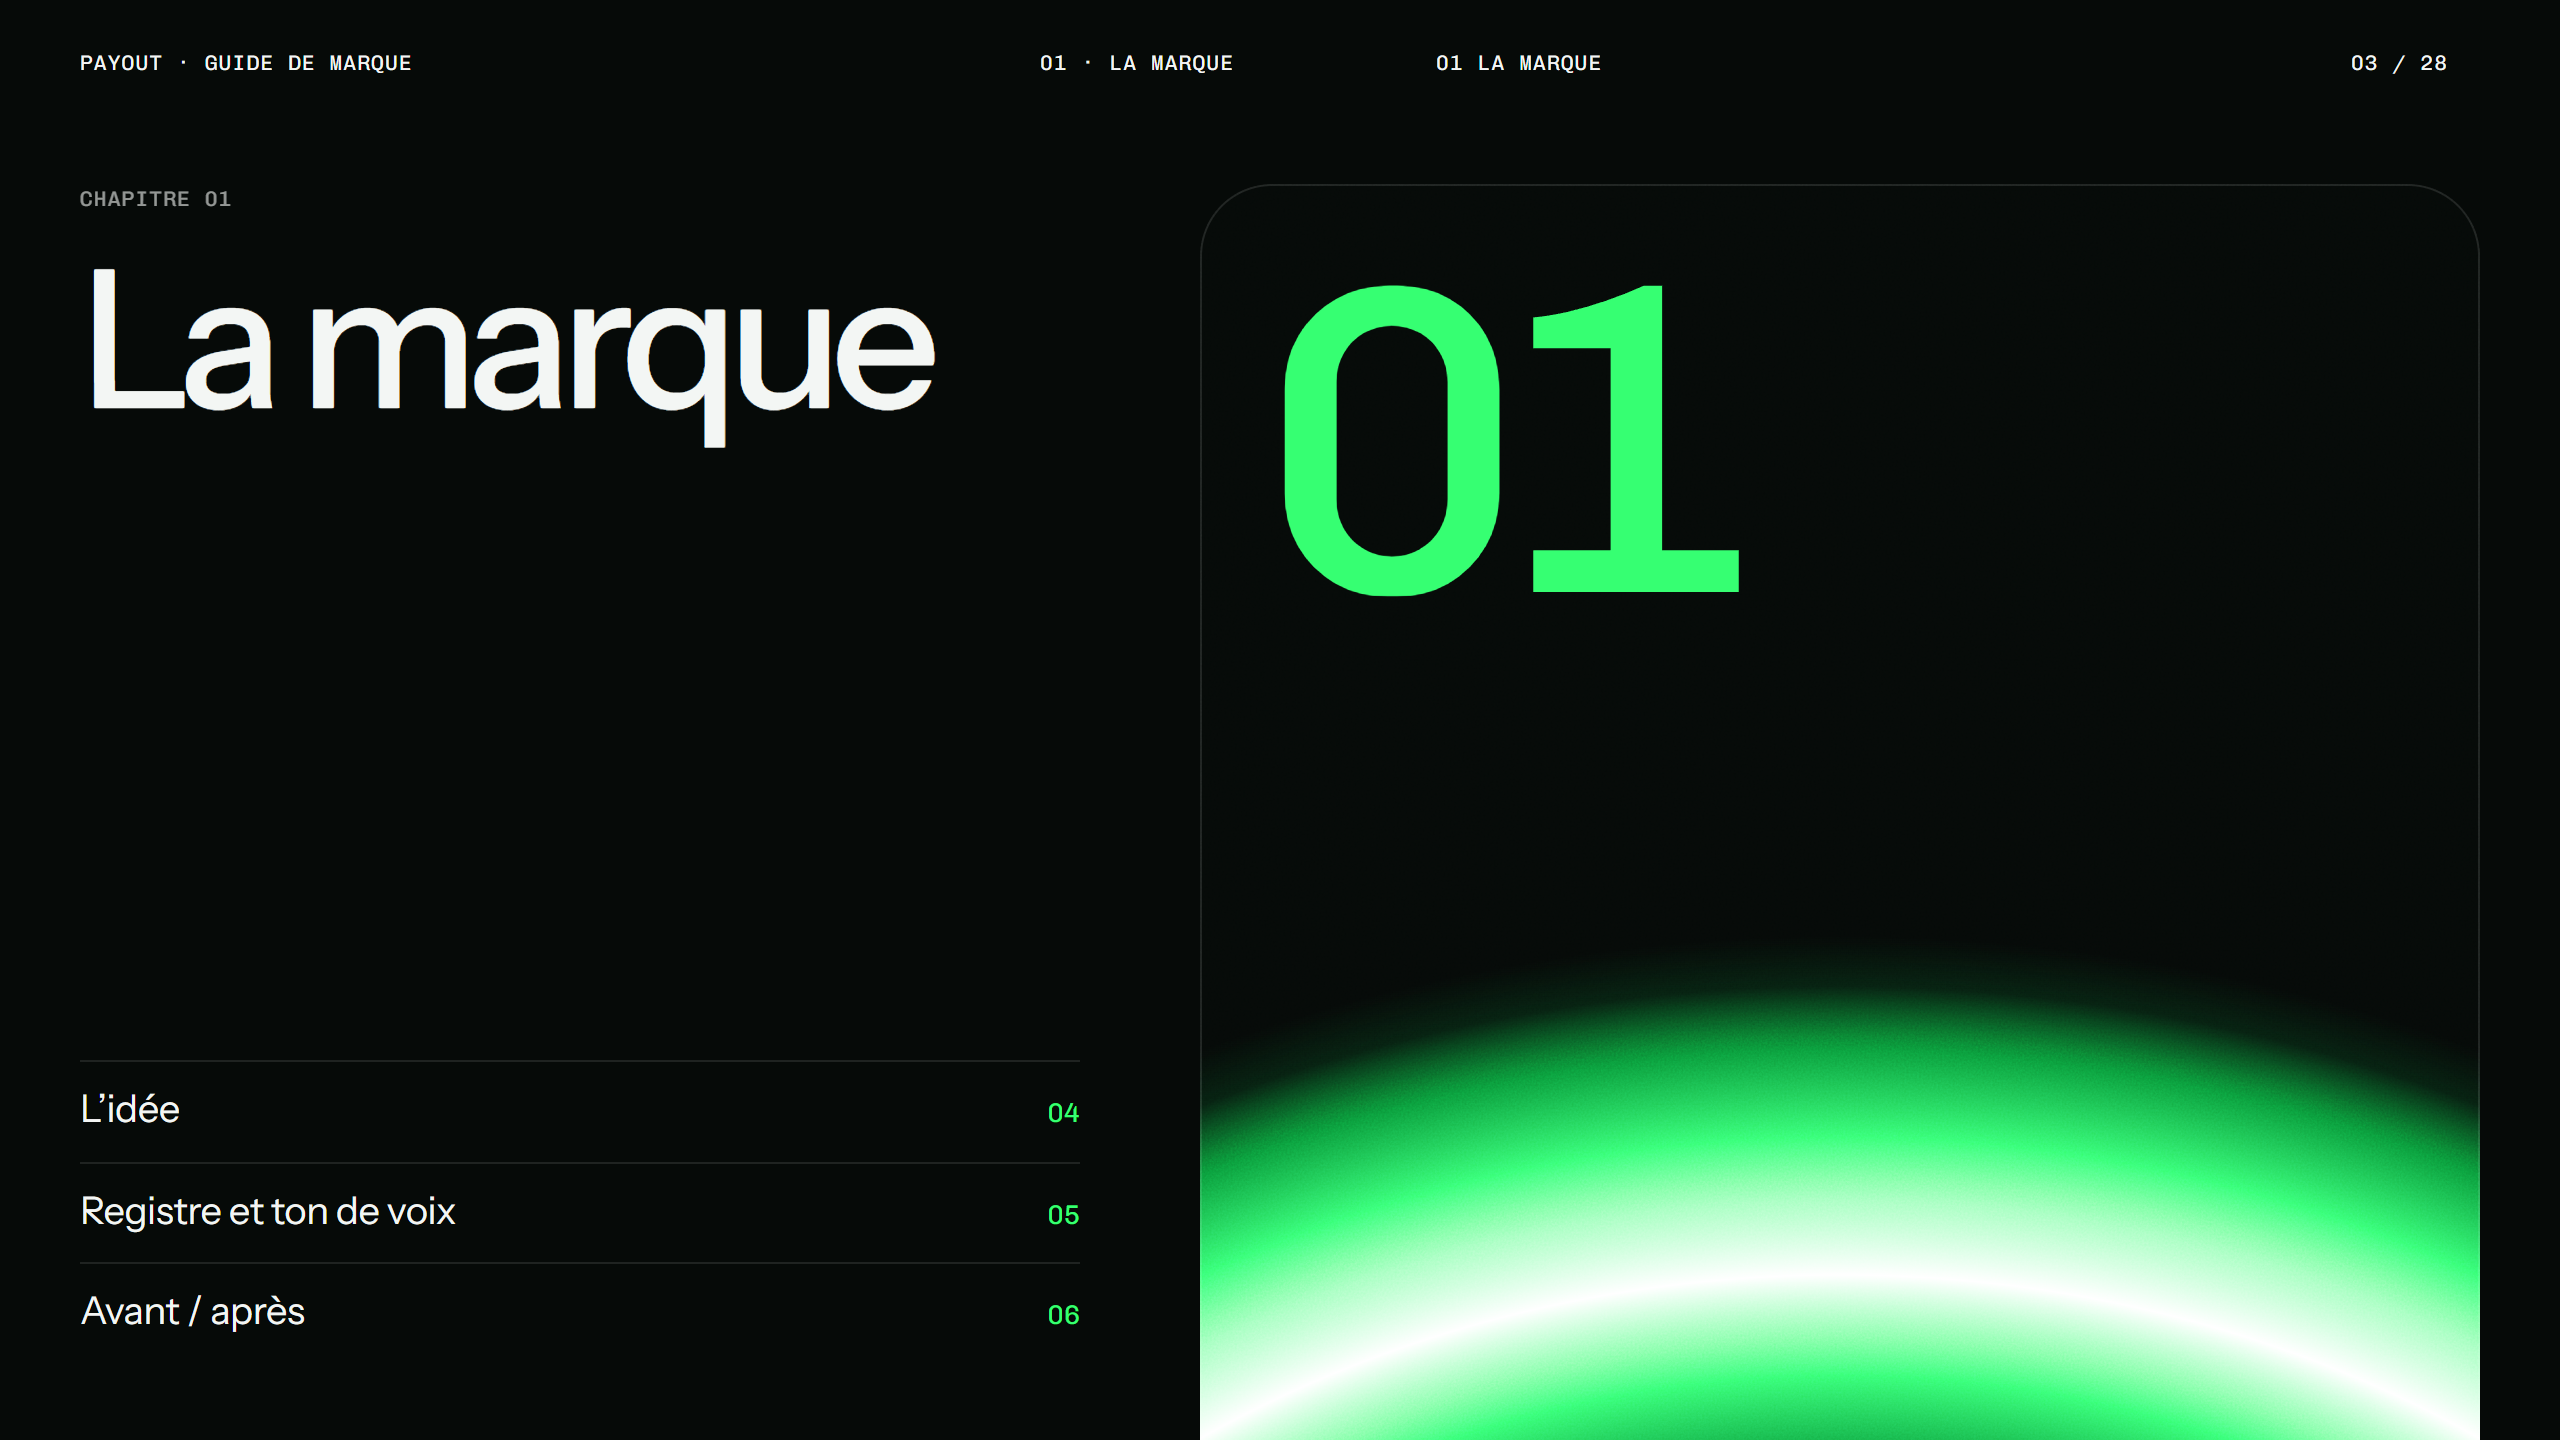 PAYOUT · GUIDE DE MARQUE
01 · LA MARQUE
01 LA MARQUE
03 / 28
CHAPITRE 01
La marque
01
L’idée 04
Registre et ton de voix 05
Avant / après 06